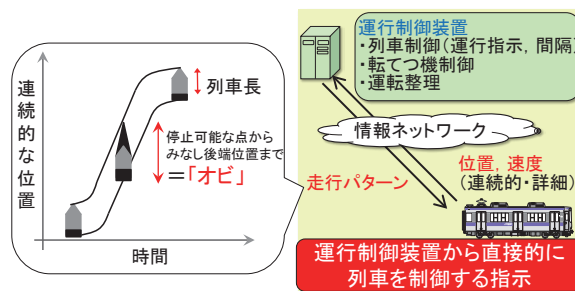 連続的な位置
列車長
停止可能な点から
みなし後端位置まで
＝「オビ」
時間
運行制御装置
・列車制御(運行指示, 間隔)
・転てつ機制御
・運転整理
情報ネットワーク
走行パターン
位置, 速度
(連続的・詳細)
運行制御装置から直接的に
列車を制御する指示